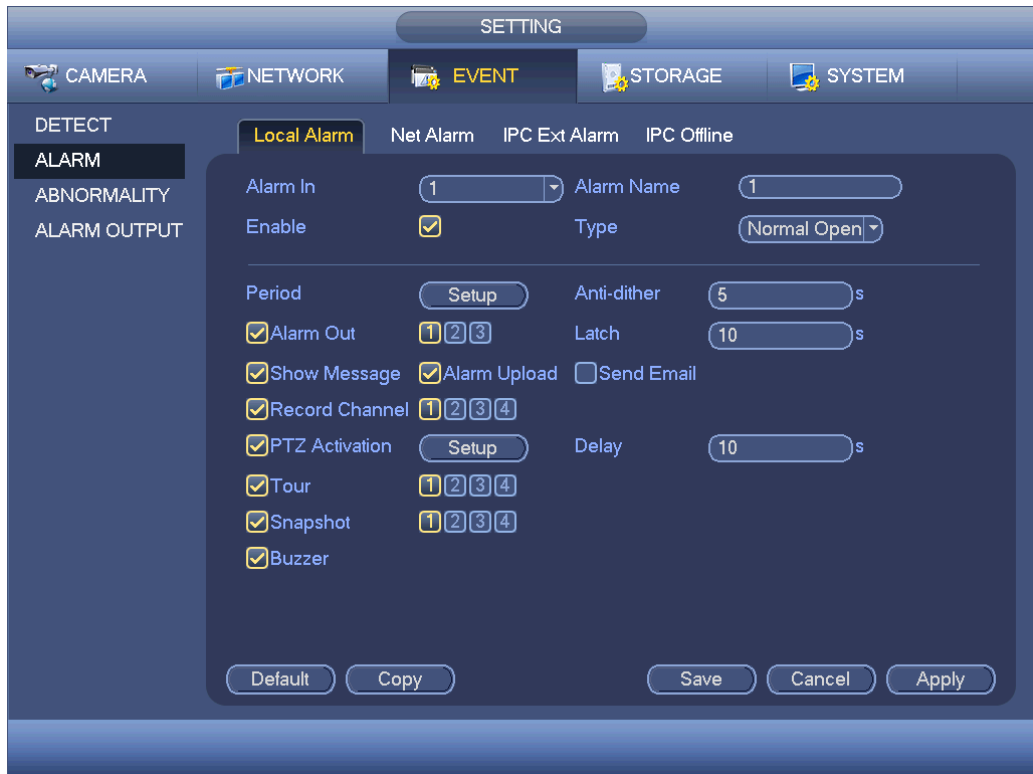 SETTING
CAMERA NETWORK EVENT STORAGE SYSTEM
DETECT
ALARM
ABNORMALITY
ALARM OUTPUT
Local Alarm Net Alarm IPC Ext Alarm IPC Offline
Alarm In 1 Alarm Name 1
Enable Type Normal Open
Period Setup Anti-dither 5 s
Alarm Out 1 2 3 Latch 10 s
Show Message Alarm Upload Send Email
Record Channel 1 2 3 4
PTZ Activation Setup Delay 10 s
Tour 1 2 3 4
Snapshot 1 2 3 4
Buzzer
Default Copy Save Cancel Apply